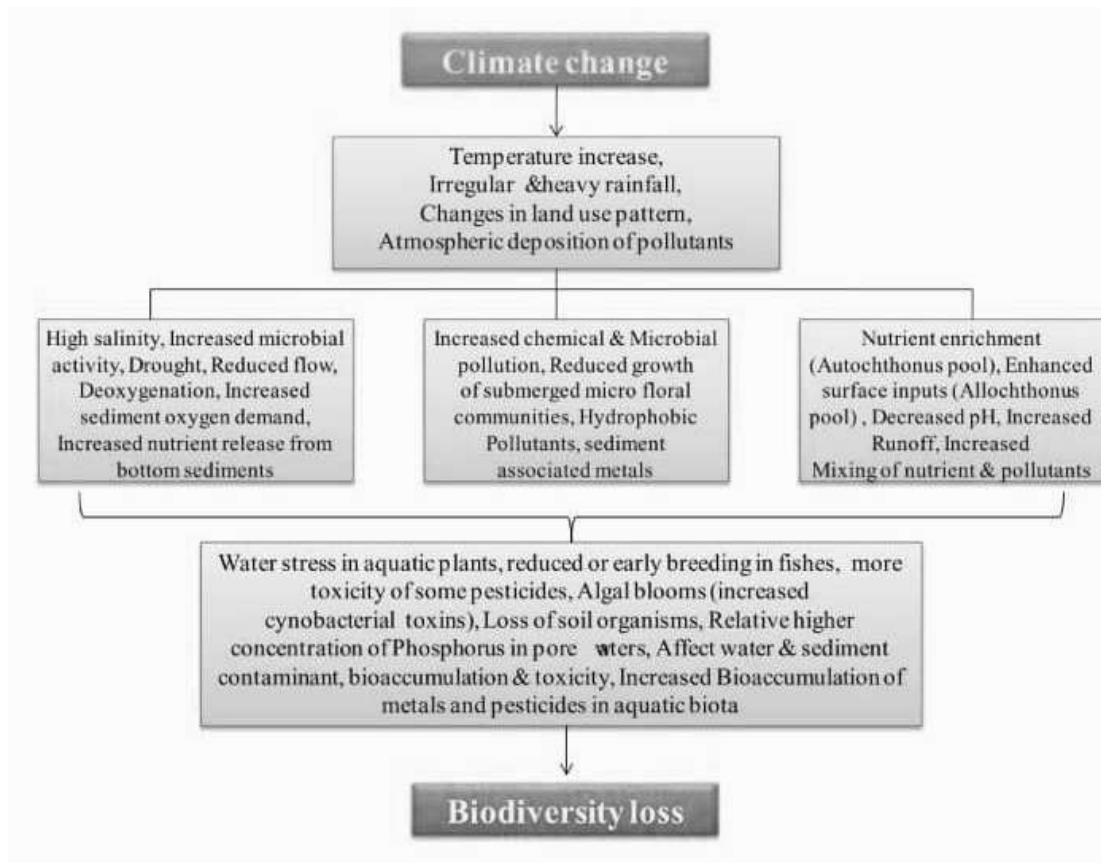 Climate change
Temperature increase,
Irregular &heavy rainfall,
Changes in land use pattern,
Atmospheric deposition of pollutants
High salinity, Increased microbial
activity, Drought, Reduced flow,
Deoxygenation, Increased
sediment oxygen demand,
Increased nutrient release from
bottom sediments
Increased chemical & Microbial
pollution, Reduced growth
of submerged micro floral
communities, Hydrophobic
Pollutants, sediment
associated metals
Nutrient enrichment
(Autochthonus pool), Enhanced
surface inputs (Allochthonus
pool) , Decreased pH, Increased
Runoff, Increased
Mixing of nutrient & pollutants
Water stress in aquatic plants, reduced or early breeding in fishes, more
toxicity of some pesticides, Algal blooms (increased
cynobacterial toxins), Loss of soil organisms, Relative higher
concentration of Phosphorus in pore waters, Affect water & sediment
contaminant, bioaccumulation & toxicity, Increased Bioaccumulation of
metals and pesticides in aquatic biota
Biodiversity loss